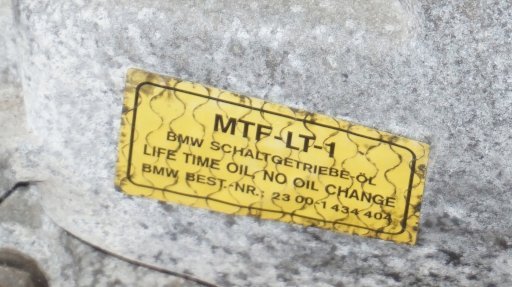 MTF-LT-1
BMW SCHALTGETRIEBE-ÖL
LIFE TIME OIL, NO OIL CHANGE
BMW BEST.-NR.: 23 00-1 434 404